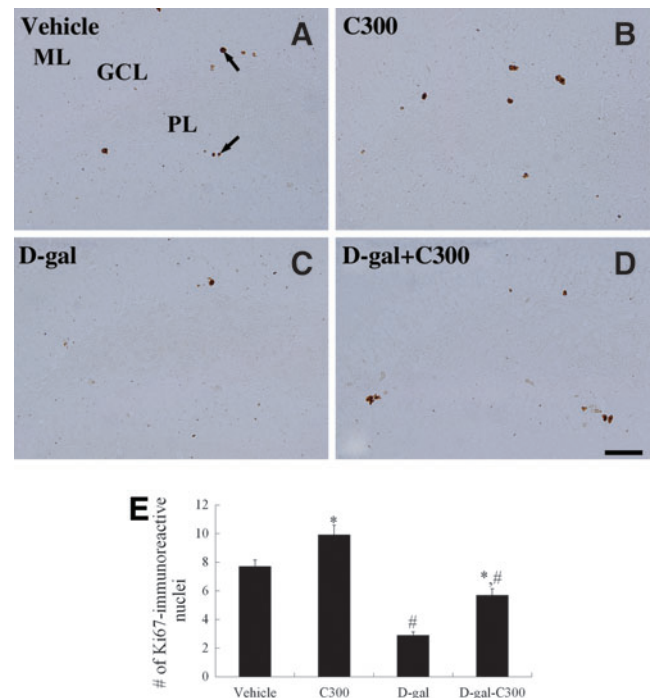 Vehicle
A
ML
GCL
PL
C300
B
D-gal
C
D-gal+C300
D
E
# of Ki67-immunoreactive
nuclei
12
10
8
6
4
2
0
*
#
*,#
Vehicle
C300
D-gal
D-gal-C300